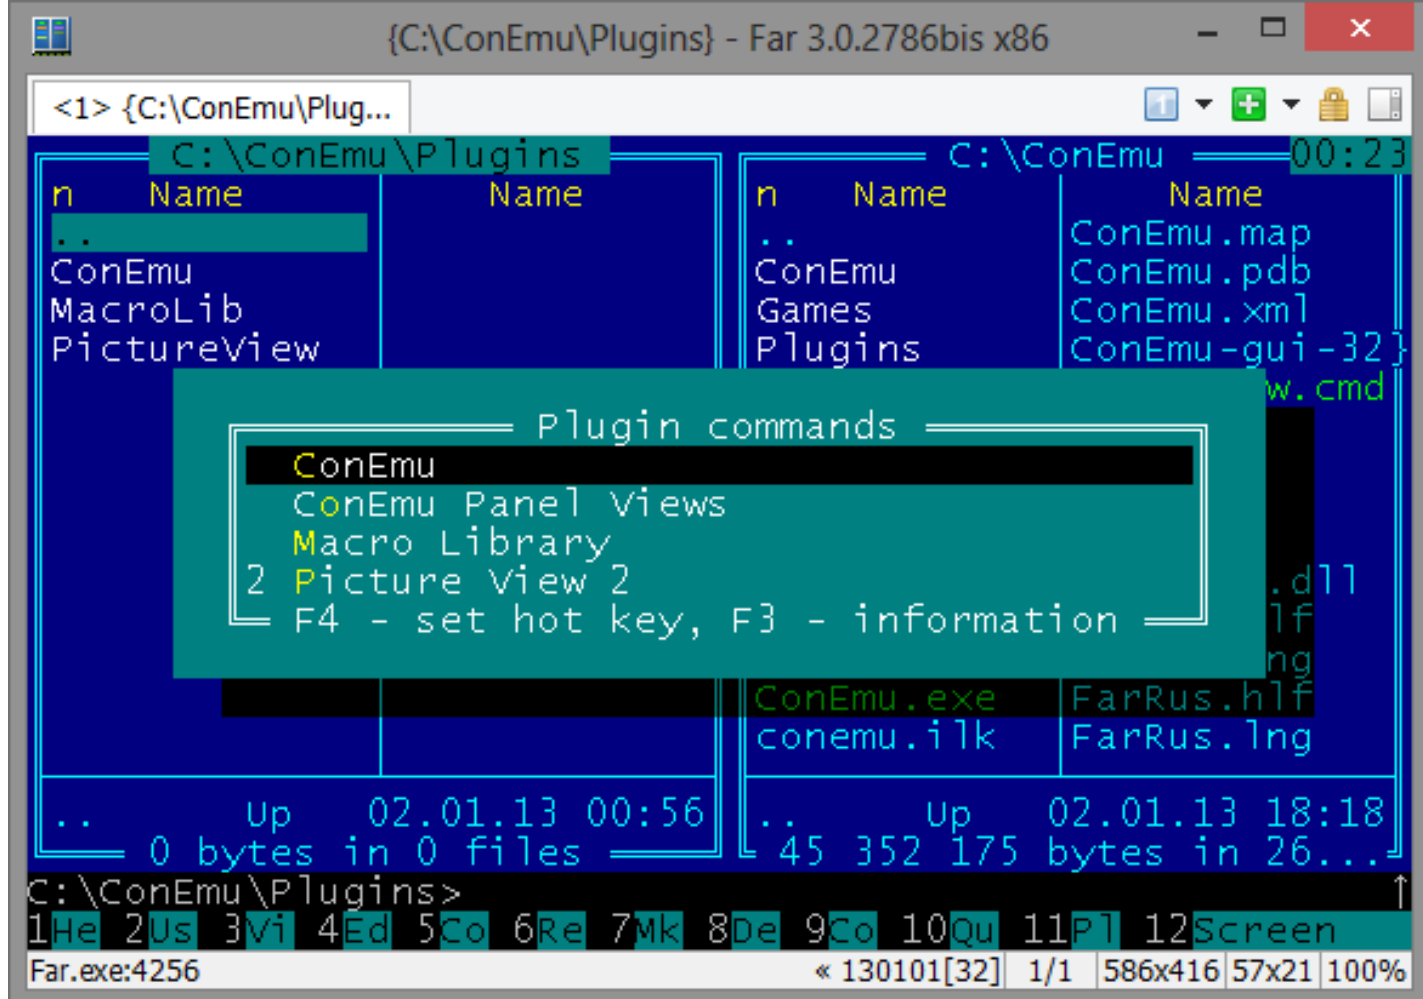 {C:\ConEmu\Plugins} - Far 3.0.2786bis x86
<1> {C:\ConEmu\Plug...
1
C:\ConEmu\Plugins C:\ConEmu 00:23
n Name Name n Name Name
.. .. ConEmu.map
ConEmu ConEmu ConEmu.pdb
MacroLib Games ConEmu.xml
PictureView Plugins ConEmu-gui-32}
w.cmd
Plugin commands
ConEmu
ConEmu Panel Views
Macro Library
2 Picture View 2 .dll
F4 - set hot key, F3 - information lf
ng
ConEmu.exe FarRus.hlf
conemu.ilk FarRus.lng
.. Up 02.01.13 00:56 .. Up 02.01.13 18:18
0 bytes in 0 files 45 352 175 bytes in 26...
C:\ConEmu\Plugins> ↑
1He 2Us 3Vi 4Ed 5Co 6Re 7Mk 8De 9Co 10Qu 11Pl 12Screen
Far.exe:4256 « 130101[32] 1/1 586x416 57x21 100%